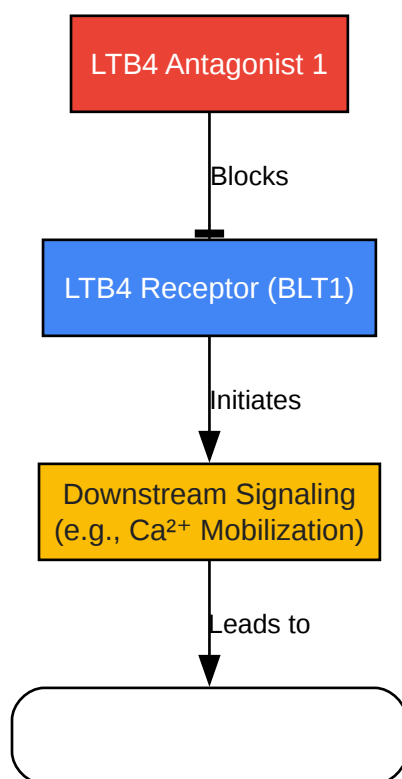 LTB4 Antagonist 1
Blocks
LTB4 Receptor (BLT1)
Initiates
Downstream Signaling
(e.g., Ca²⁺ Mobilization)
Leads to